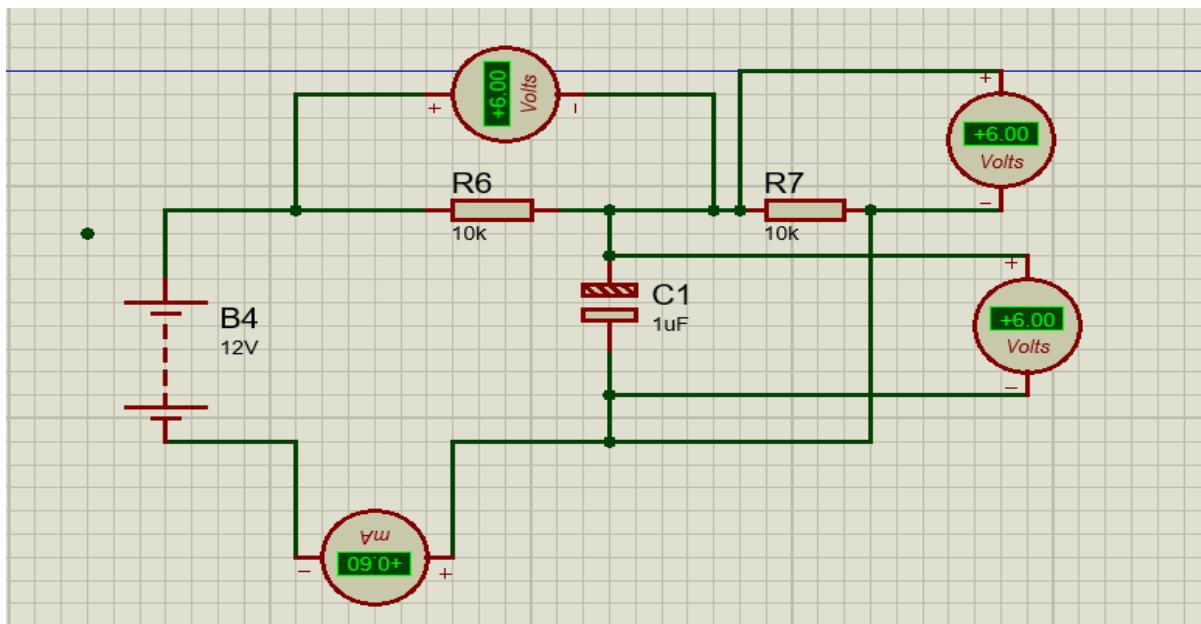 +6.00
Volts
+
-
+
+6.00
Volts
-
R6
10k
R7
10k
+
+6.00
Volts
-
C1
1uF
B4
12V
mA
+0.60
-
+